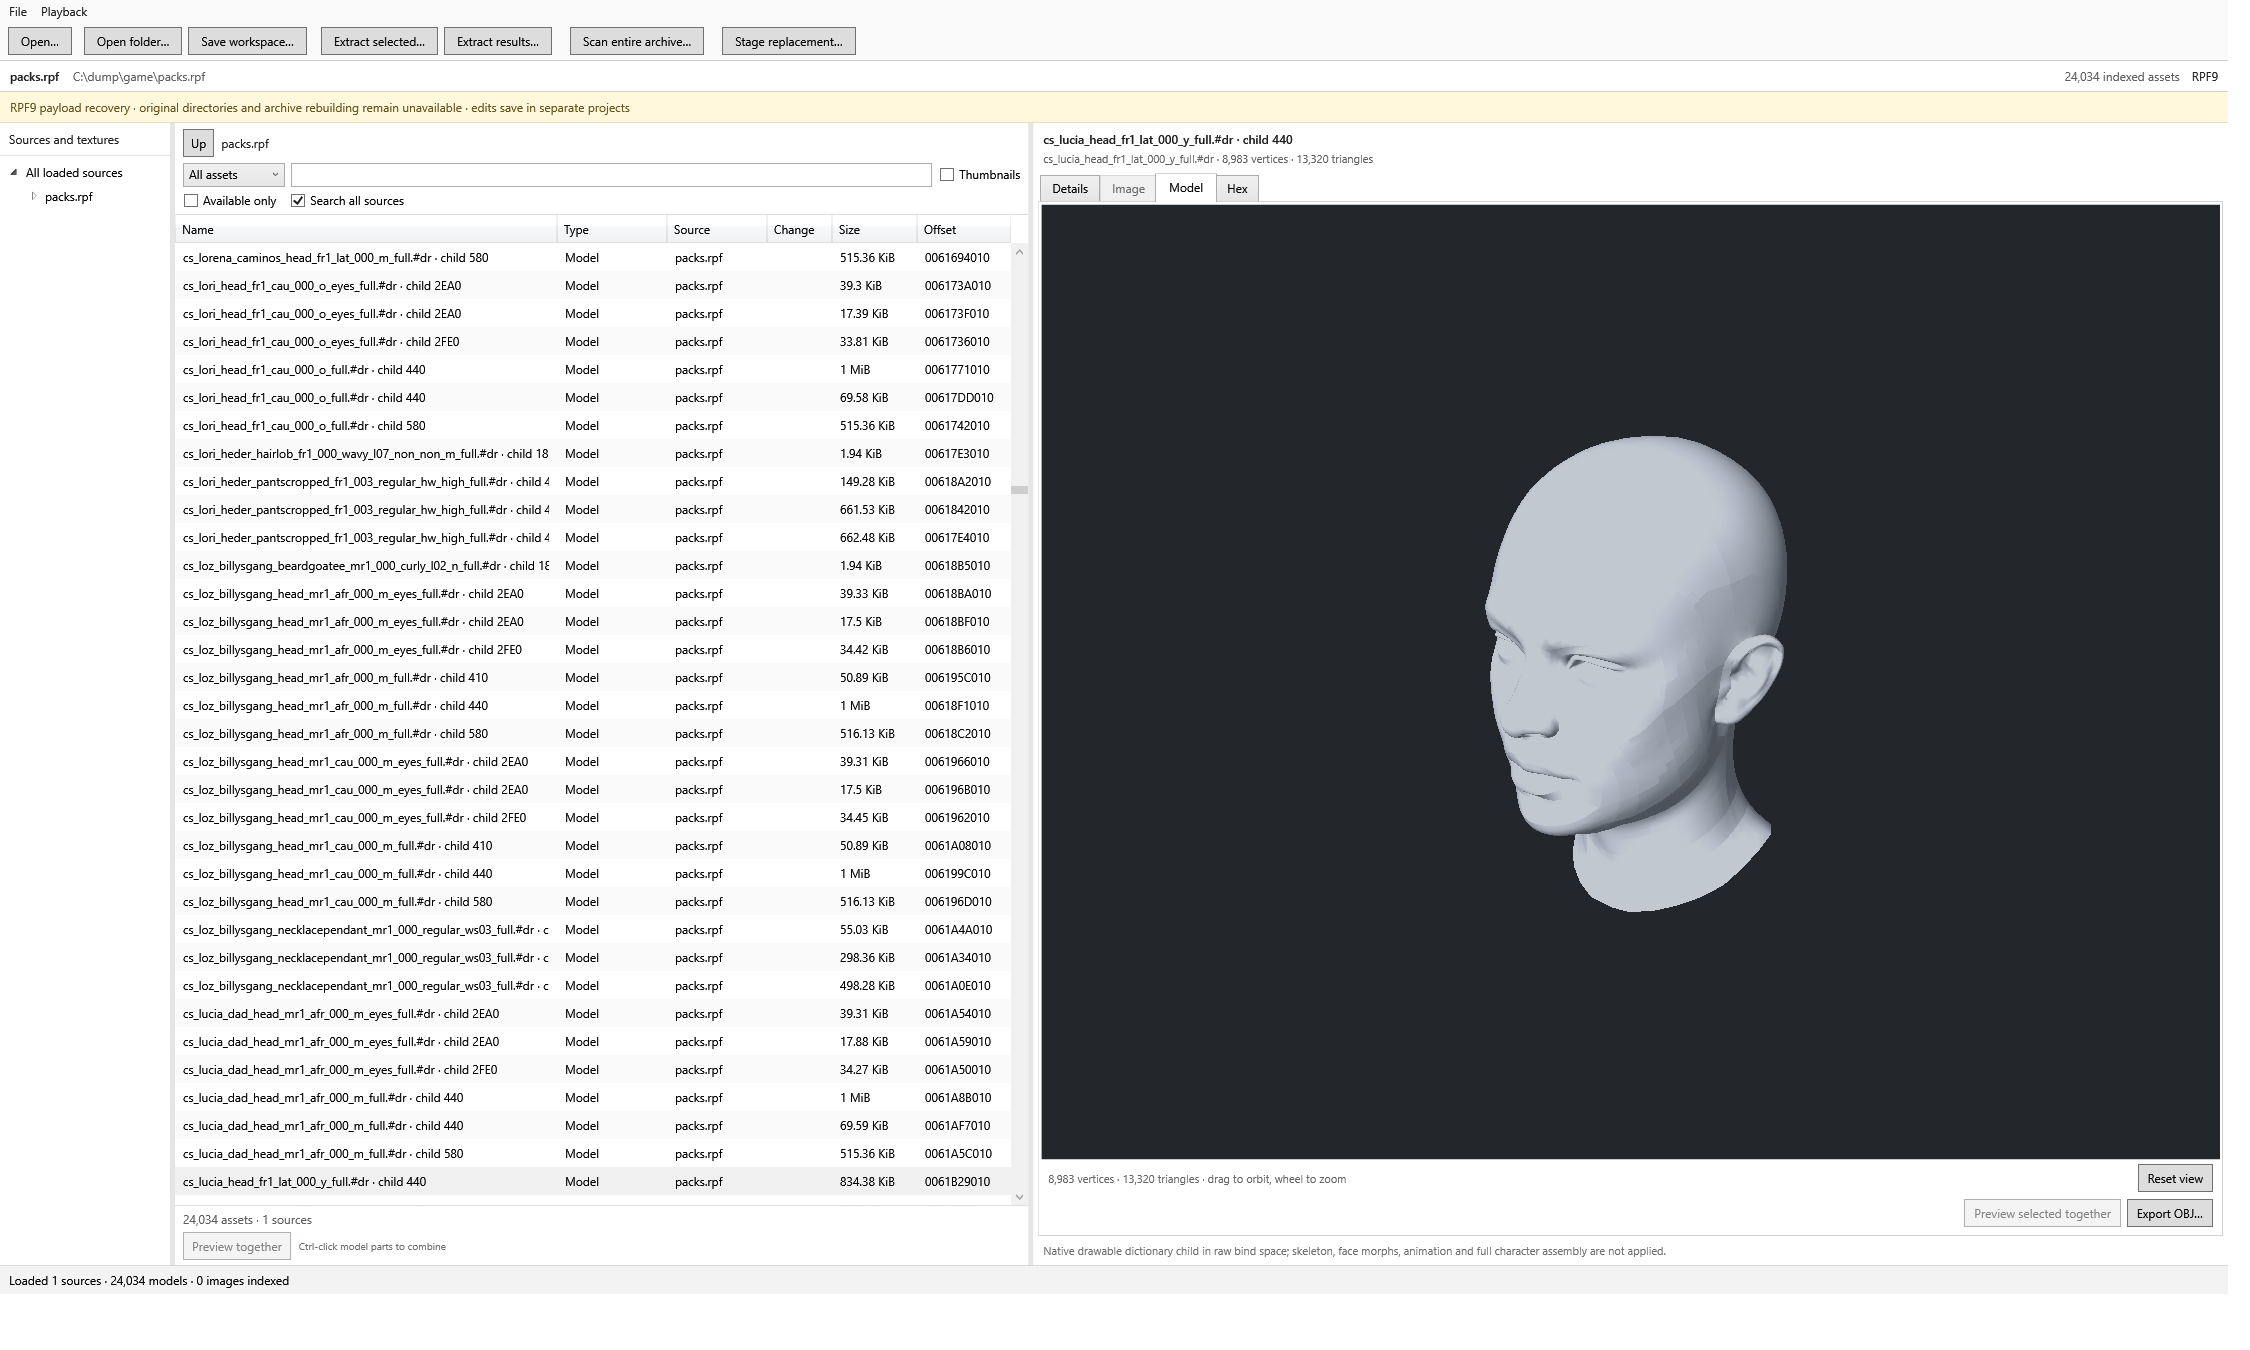 File Playback
Open... Open folder... Save workspace... Extract selected... Extract results... Scan entire archive... Stage replacement...
packs.rpf C:\dump\game\packs.rpf 24,034 indexed assets RPF9
RPF9 payload recovery · original directories and archive rebuilding remain unavailable · edits save in separate projects
Sources and textures
All loaded sources
packs.rpf
Up packs.rpf
All assets Thumbnails
Available only Search all sources
Name Type Source Change Size Offset
cs_lorena_caminos_head_fr1_lat_000_m_full.#dr · child 580 Model packs.rpf 515.36 KiB 0061694010
cs_lori_head_fr1_cau_000_o_eyes_full.#dr · child 2EA0 Model packs.rpf 39.3 KiB 006173A010
cs_lori_head_fr1_cau_000_o_eyes_full.#dr · child 2EA0 Model packs.rpf 17.39 KiB 006173F010
cs_lori_head_fr1_cau_000_o_eyes_full.#dr · child 2FE0 Model packs.rpf 33.81 KiB 0061736010
cs_lori_head_fr1_cau_000_o_full.#dr · child 440 Model packs.rpf 1 MiB 0061771010
cs_lori_head_fr1_cau_000_o_full.#dr · child 440 Model packs.rpf 69.58 KiB 00617DD010
cs_lori_head_fr1_cau_000_o_full.#dr · child 580 Model packs.rpf 515.36 KiB 0061742010
cs_lori_heder_hairlob_fr1_000_wavy_l07_non_non_m_full.#dr · child 18 Model packs.rpf 1.94 KiB 00617E3010
cs_lori_heder_pantscropped_fr1_003_regular_hw_high_full.#dr · child 4 Model packs.rpf 149.28 KiB 00618A2010
cs_lori_heder_pantscropped_fr1_003_regular_hw_high_full.#dr · child 4 Model packs.rpf 661.53 KiB 0061842010
cs_lori_heder_pantscropped_fr1_003_regular_hw_high_full.#dr · child 4 Model packs.rpf 662.48 KiB 00617E4010
cs_loz_billysgang_beardgoatee_mr1_000_curly_l02_n_full.#dr · child 18 Model packs.rpf 1.94 KiB 00618B5010
cs_loz_billysgang_head_mr1_afr_000_m_eyes_full.#dr · child 2EA0 Model packs.rpf 39.33 KiB 00618BA010
cs_loz_billysgang_head_mr1_afr_000_m_eyes_full.#dr · child 2EA0 Model packs.rpf 17.5 KiB 00618BF010
cs_loz_billysgang_head_mr1_afr_000_m_eyes_full.#dr · child 2FE0 Model packs.rpf 34.42 KiB 00618B6010
cs_loz_billysgang_head_mr1_afr_000_m_full.#dr · child 410 Model packs.rpf 50.89 KiB 006195C010
cs_loz_billysgang_head_mr1_afr_000_m_full.#dr · child 440 Model packs.rpf 1 MiB 00618F1010
cs_loz_billysgang_head_mr1_afr_000_m_full.#dr · child 580 Model packs.rpf 516.13 KiB 00618C2010
cs_loz_billysgang_head_mr1_cau_000_m_eyes_full.#dr · child 2EA0 Model packs.rpf 39.31 KiB 0061966010
cs_loz_billysgang_head_mr1_cau_000_m_eyes_full.#dr · child 2EA0 Model packs.rpf 17.5 KiB 006196B010
cs_loz_billysgang_head_mr1_cau_000_m_eyes_full.#dr · child 2FE0 Model packs.rpf 34.45 KiB 0061962010
cs_loz_billysgang_head_mr1_cau_000_m_full.#dr · child 410 Model packs.rpf 50.89 KiB 0061A08010
cs_loz_billysgang_head_mr1_cau_000_m_full.#dr · child 440 Model packs.rpf 1 MiB 006199C010
cs_loz_billysgang_head_mr1_cau_000_m_full.#dr · child 580 Model packs.rpf 516.13 KiB 006196D010
cs_loz_billysgang_necklacependant_mr1_000_regular_ws03_full.#dr · c Model packs.rpf 55.03 KiB 0061A4A010
cs_loz_billysgang_necklacependant_mr1_000_regular_ws03_full.#dr · c Model packs.rpf 298.36 KiB 0061A34010
cs_loz_billysgang_necklacependant_mr1_000_regular_ws03_full.#dr · c Model packs.rpf 498.28 KiB 0061A0E010
cs_lucia_dad_head_mr1_afr_000_m_eyes_full.#dr · child 2EA0 Model packs.rpf 39.31 KiB 0061A54010
cs_lucia_dad_head_mr1_afr_000_m_eyes_full.#dr · child 2EA0 Model packs.rpf 17.88 KiB 0061A59010
cs_lucia_dad_head_mr1_afr_000_m_eyes_full.#dr · child 2FE0 Model packs.rpf 34.27 KiB 0061A50010
cs_lucia_dad_head_mr1_afr_000_m_full.#dr · child 440 Model packs.rpf 1 MiB 0061A8B010
cs_lucia_dad_head_mr1_afr_000_m_full.#dr · child 440 Model packs.rpf 69.59 KiB 0061AF7010
cs_lucia_dad_head_mr1_afr_000_m_full.#dr · child 580 Model packs.rpf 515.36 KiB 0061A5C010
cs_lucia_head_fr1_lat_000_y_full.#dr · child 440 Model packs.rpf 834.38 KiB 0061B29010
24,034 assets · 1 sources
Preview together Ctrl-click model parts to combine
cs_lucia_head_fr1_lat_000_y_full.#dr · child 440
cs_lucia_head_fr1_lat_000_y_full.#dr · 8,983 vertices · 13,320 triangles
Details Image Model Hex
8,983 vertices · 13,320 triangles · drag to orbit, wheel to zoom Reset view
Preview selected together Export OBJ...
Native drawable dictionary child in raw bind space; skeleton, face morphs, animation and full character assembly are not applied.
Loaded 1 sources · 24,034 models · 0 images indexed